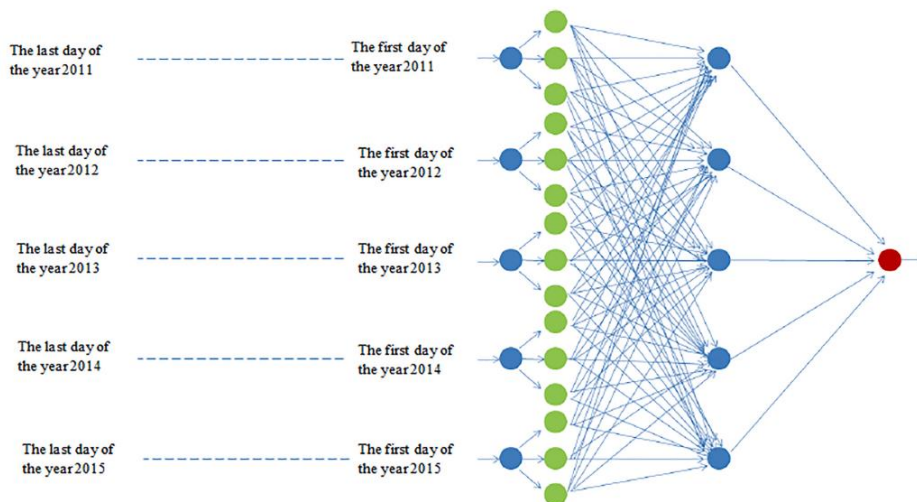 The last day of
the year2011
The first day of
the year2011
The last day of
the year2012
The first day of
the year2012
The last day of
the year2013
The first day of
the year2013
The last day of
the year2014
The first day of
the year2014
The last day of
the year2015
The first day of
the year2015